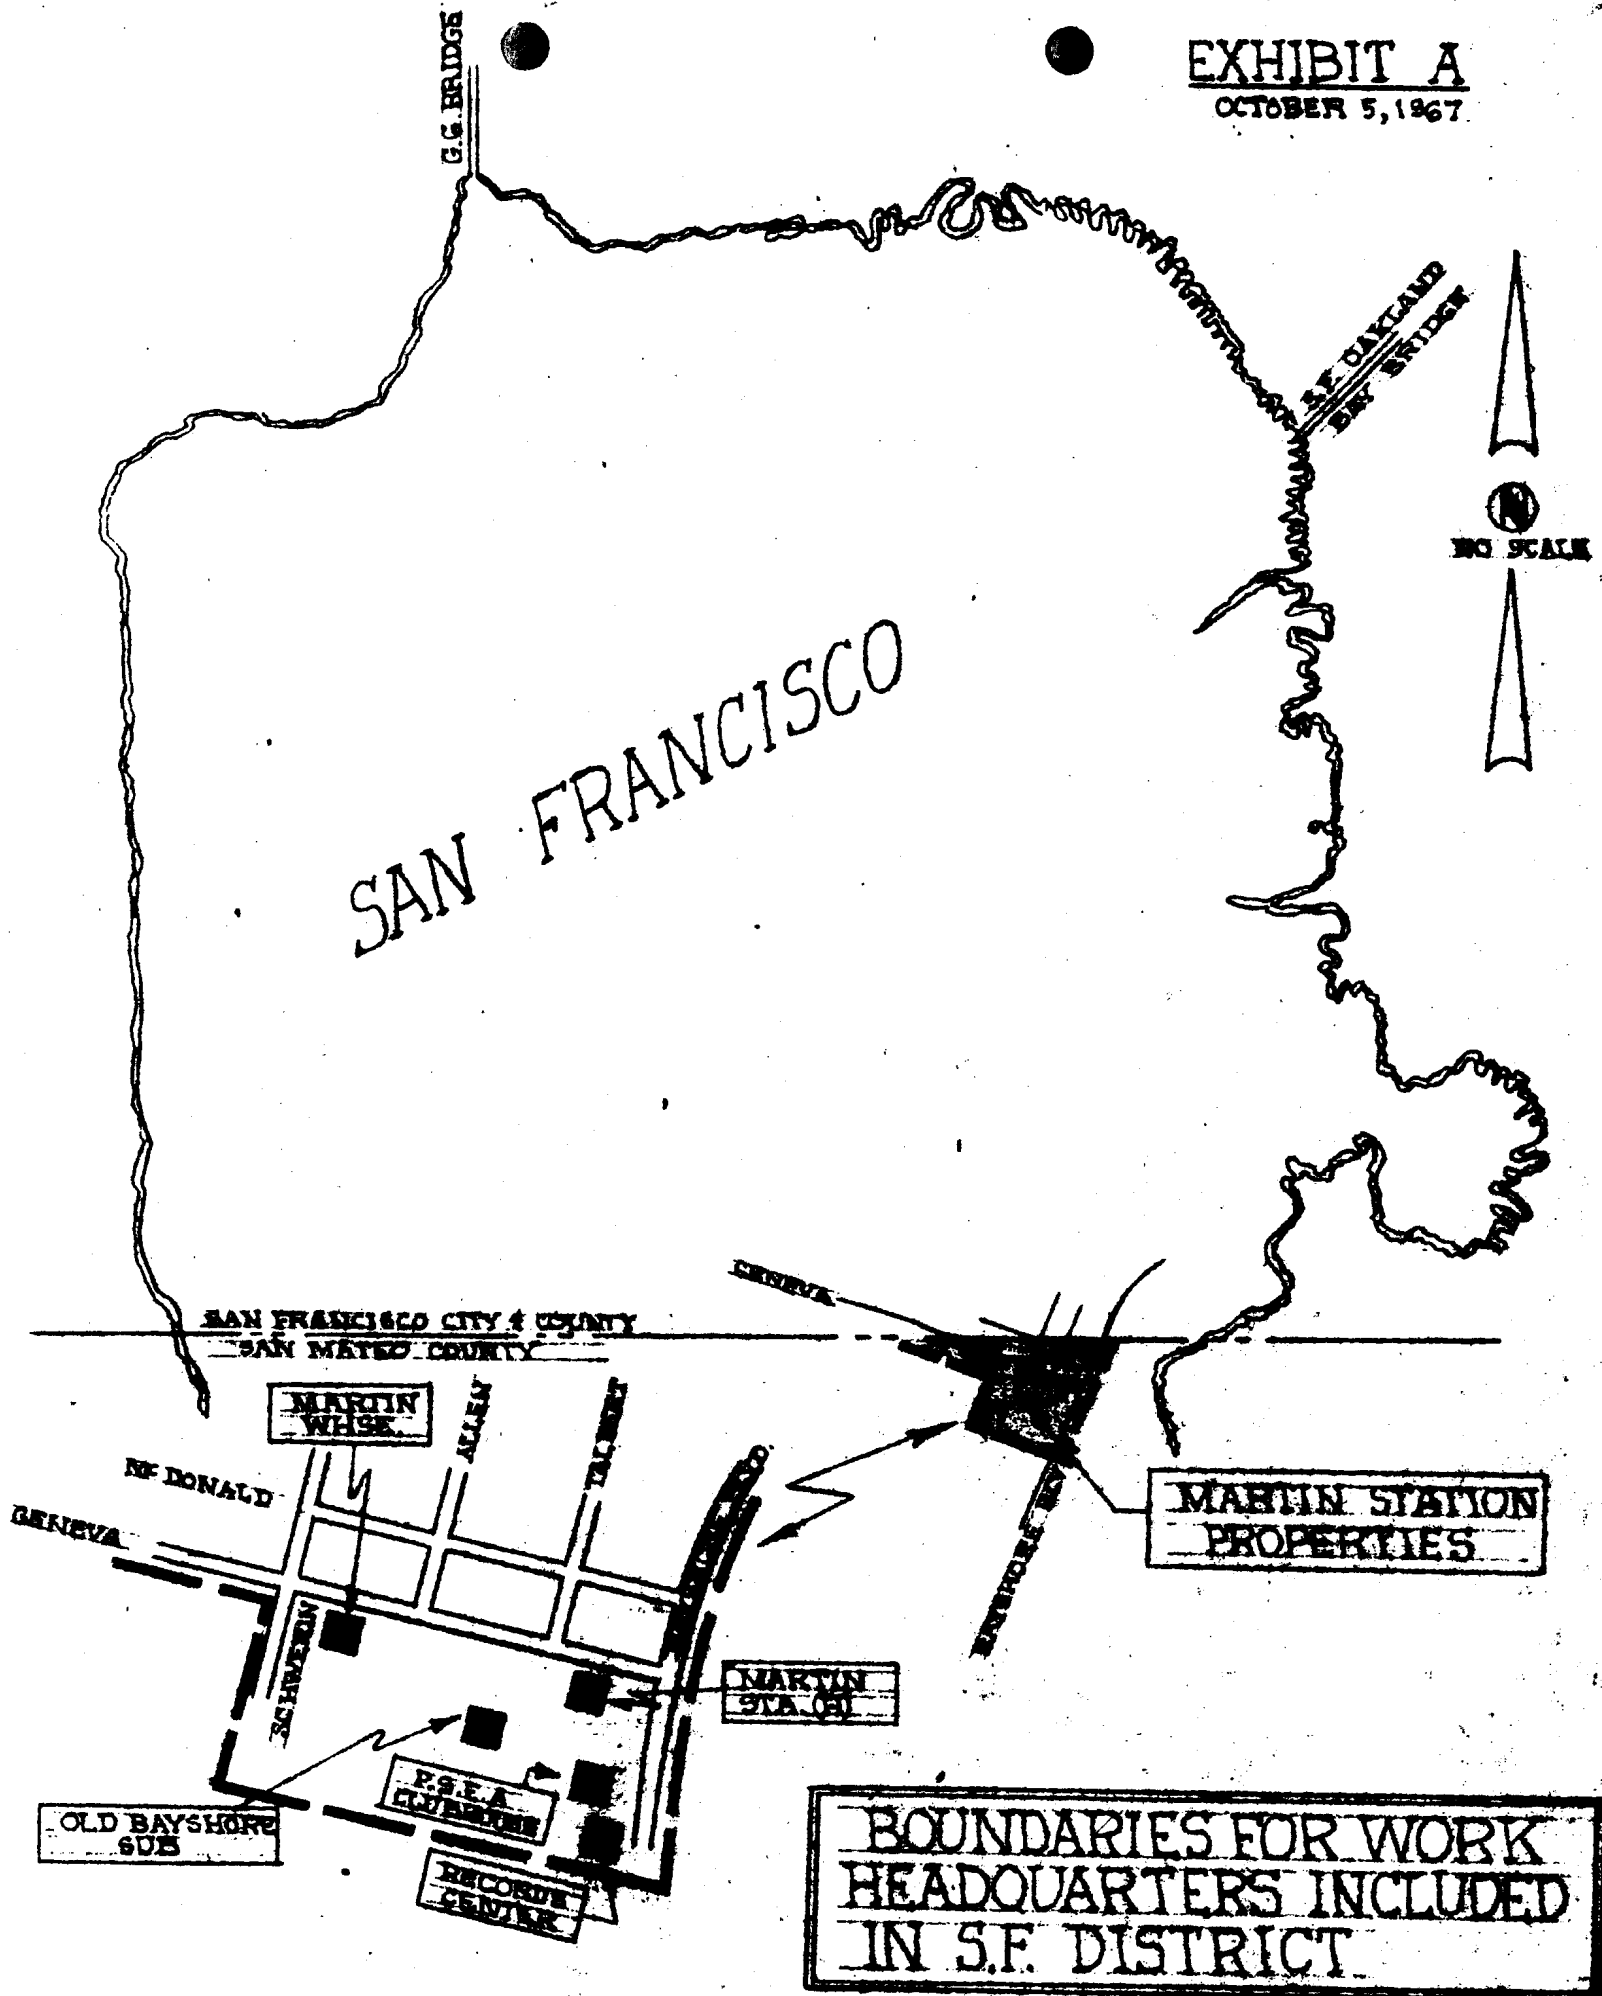 G.G. BRIDGE
EXHIBIT A
OCTOBER 5, 1967
S.F. OAKLAND
BAY BRIDGE
N
NO SCALE
SAN FRANCISCO
GENEVA
SAN FRANCISCO CITY & COUNTY
SAN MATEO COUNTY
MARTIN
WHSE.
ALLEN
TALBERT
Mc DONALD
GENEVA
BAYSHORE
MARTIN STATION
PROPERTIES
SCHWERIN
MARTIN
STA. (H)
P.S.E.A.
CLUBHOUSE
OLD BAYSHORE
SUB
RECORDS
CENTER
BOUNDARIES FOR WORK
HEADQUARTERS INCLUDED
IN S.F. DISTRICT